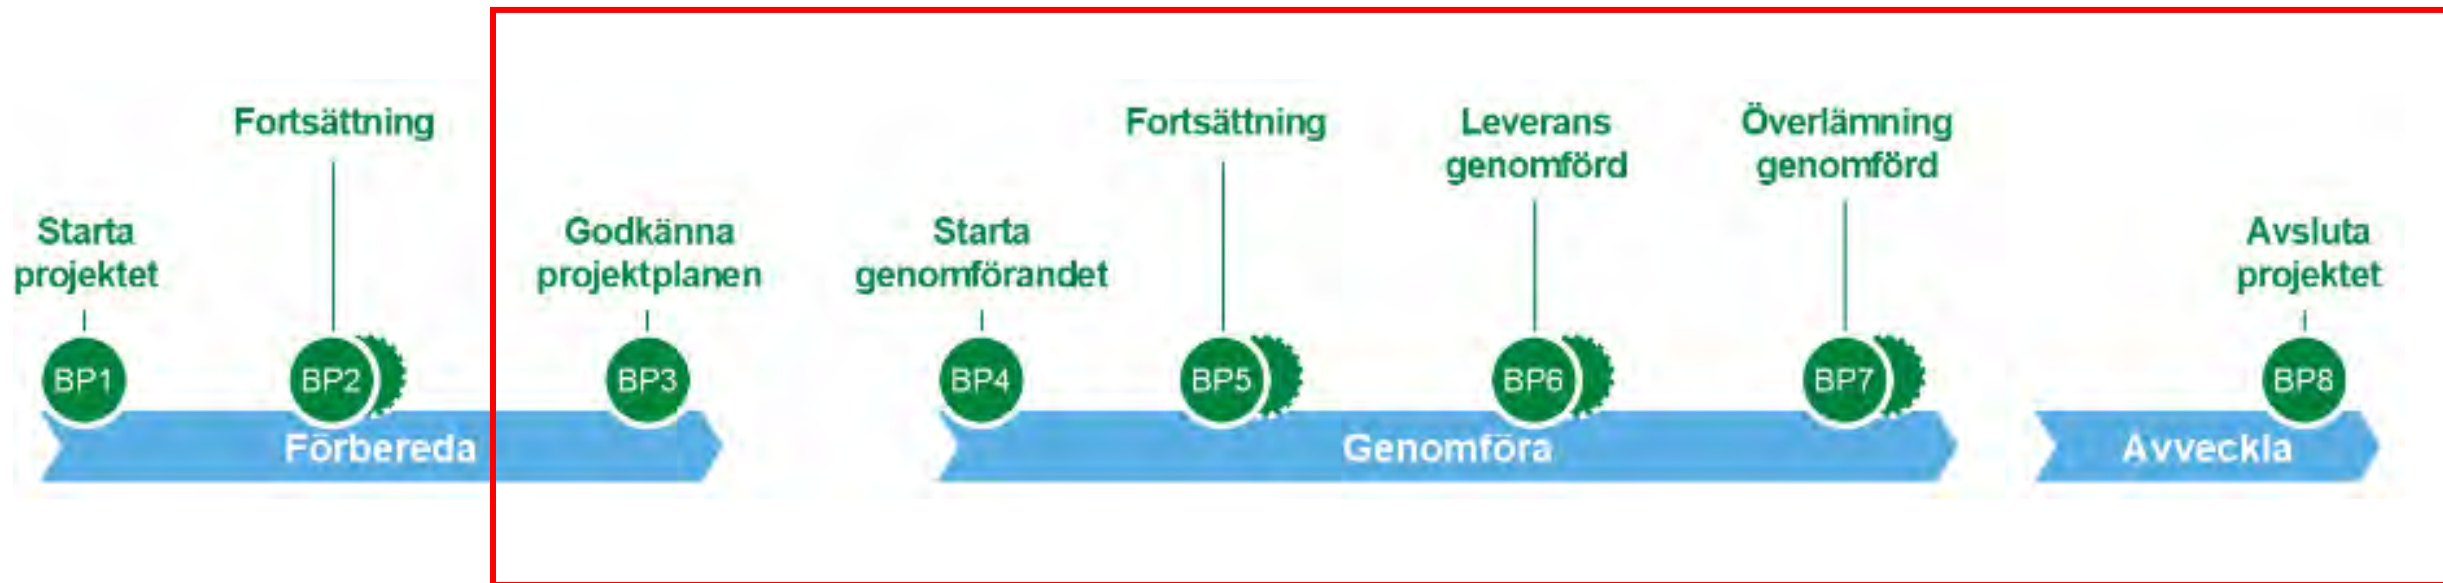 Fortsättning
Fortsättning
Leverans
genomförd
Överlämning
genomförd
Starta
projektet
Godkänna
projektplanen
Starta
genomförandet
Avsluta
projektet
BP1
BP2
BP3
BP4
BP5
BP6
BP7
BP8
Förbereda
Genomföra
Avveckla